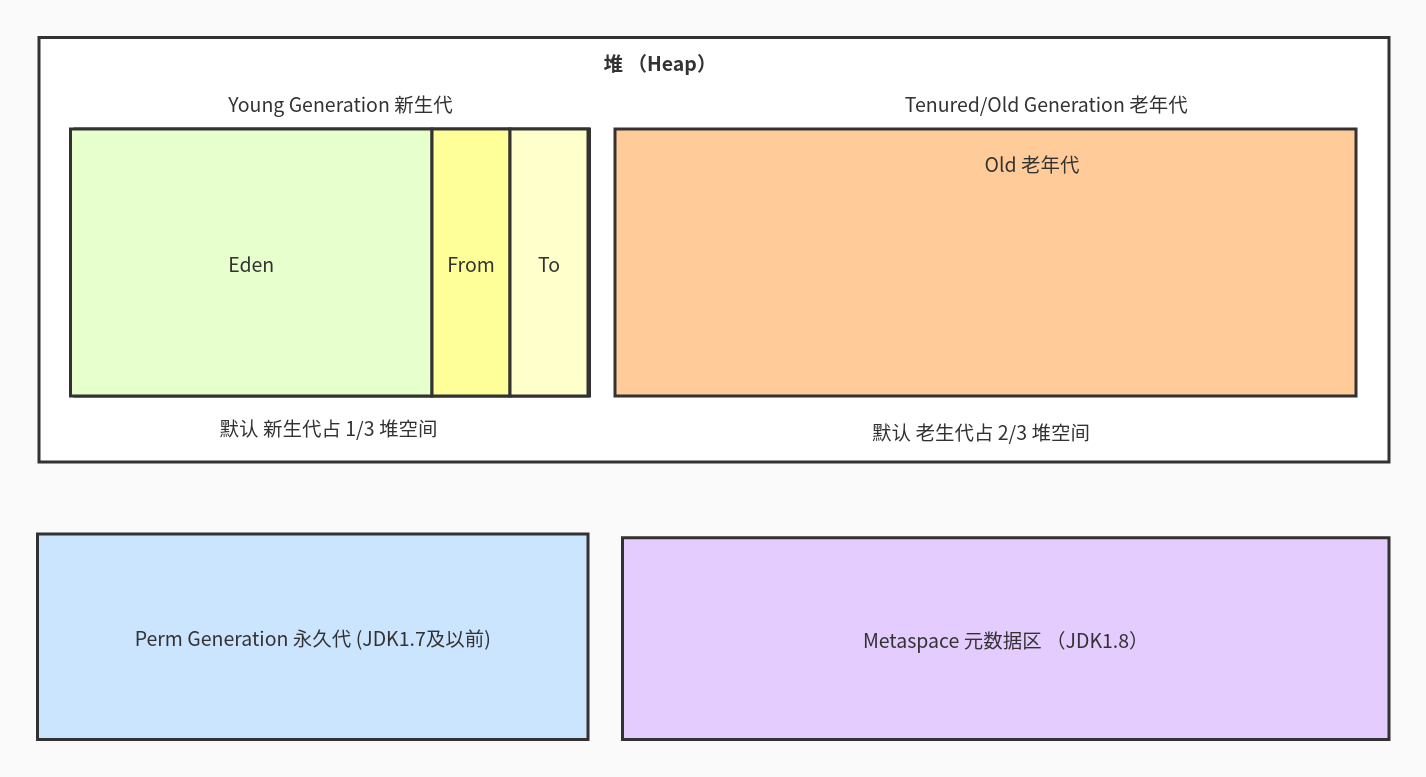 堆 （Heap）
Young Generation 新生代
Tenured/Old Generation 老年代
Old 老年代
Eden
From
To
默认 新生代占 1/3 堆空间
默认 老生代占 2/3 堆空间
Perm Generation 永久代 (JDK1.7及以前)
Metaspace 元数据区 （JDK1.8）